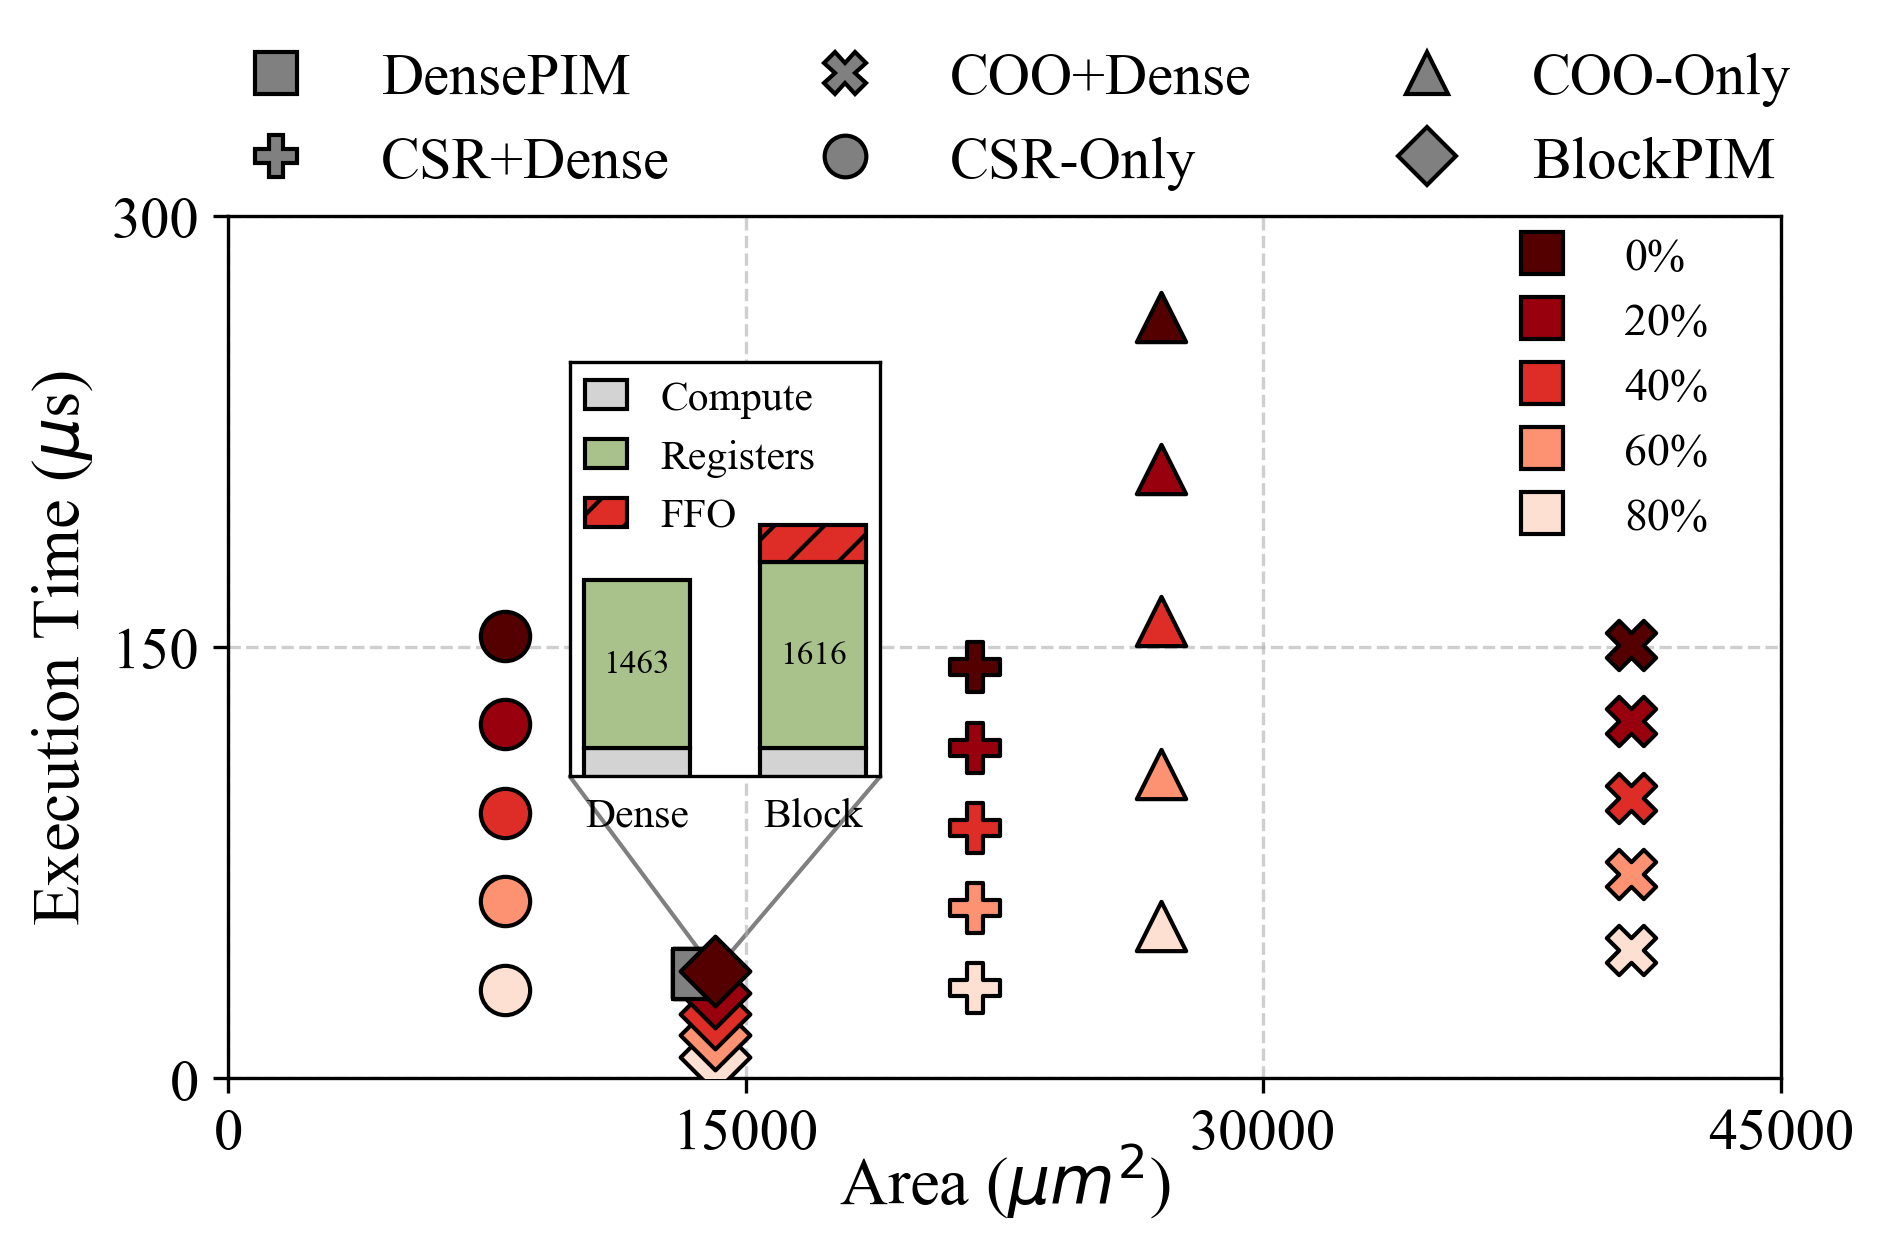 DensePIM COO+Dense COO-Only
CSR+Dense CSR-Only BlockPIM
300
150
0
Execution Time (μs)
0%
20%
40%
60%
80%
Compute
Registers
FFO
1463
1616
Dense Block
0 15000 30000 45000
Area (μm²)